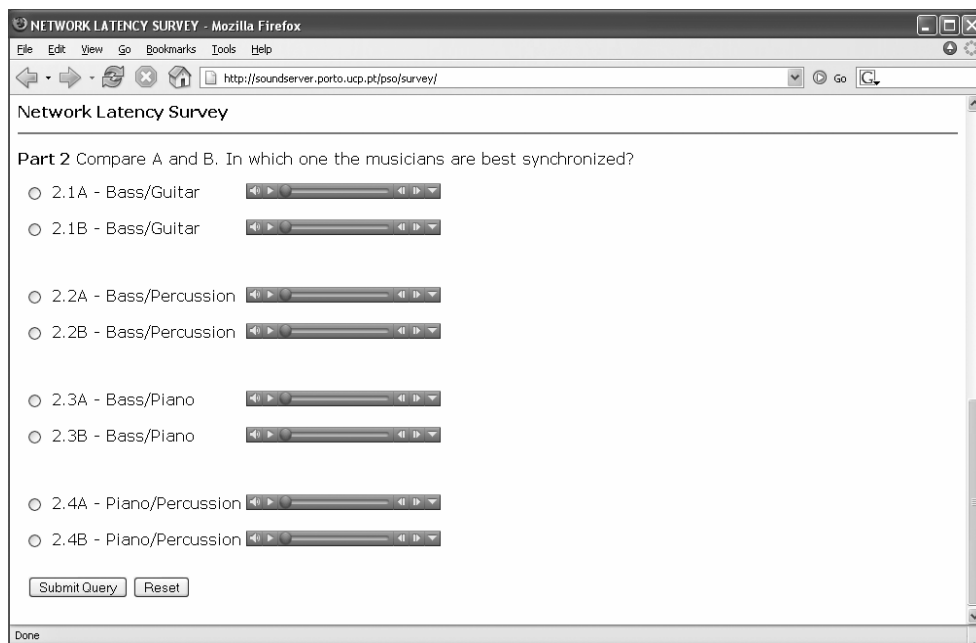 NETWORK LATENCY SURVEY - Mozilla Firefox
File Edit View Go Bookmarks Tools Help
http://soundserver.porto.ucp.pt/pso/survey/ Go G
Network Latency Survey
Part 2 Compare A and B. In which one the musicians are best synchronized?
2.1A - Bass/Guitar
2.1B - Bass/Guitar
2.2A - Bass/Percussion
2.2B - Bass/Percussion
2.3A - Bass/Piano
2.3B - Bass/Piano
2.4A - Piano/Percussion
2.4B - Piano/Percussion
Submit Query Reset
Done